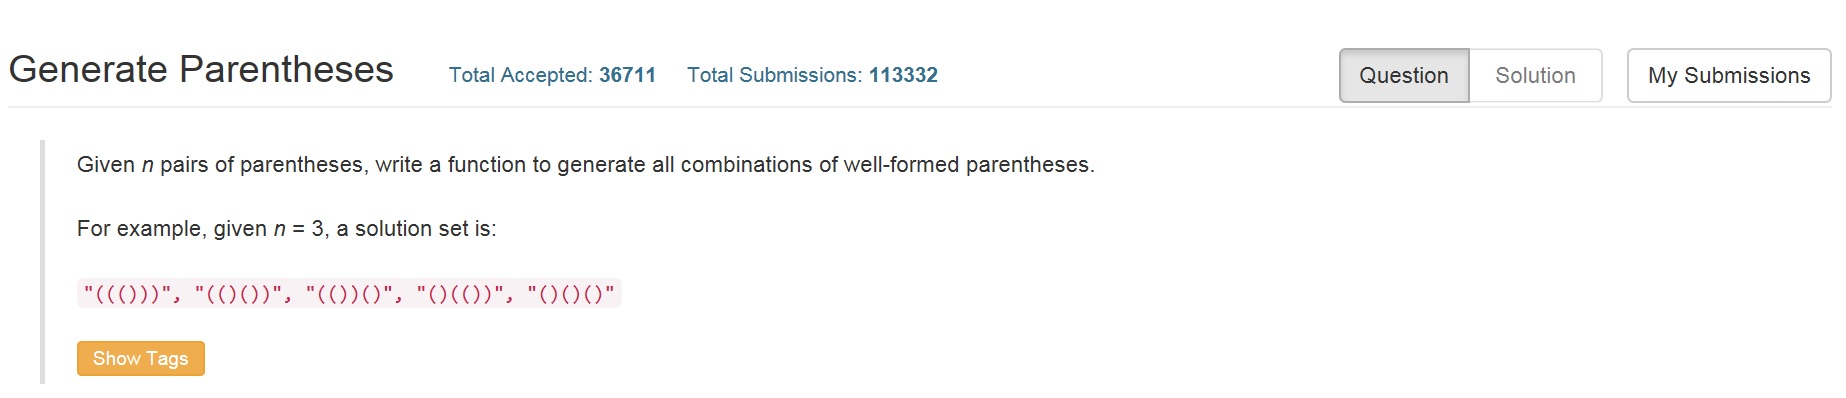 Generate Parentheses Total Accepted: 36711 Total Submissions: 113332 Question Solution My Submissions
Given n pairs of parentheses, write a function to generate all combinations of well-formed parentheses.
For example, given n = 3, a solution set is:
"((()))", "(()())", "(())()", "()(())", "()()()"
Show Tags